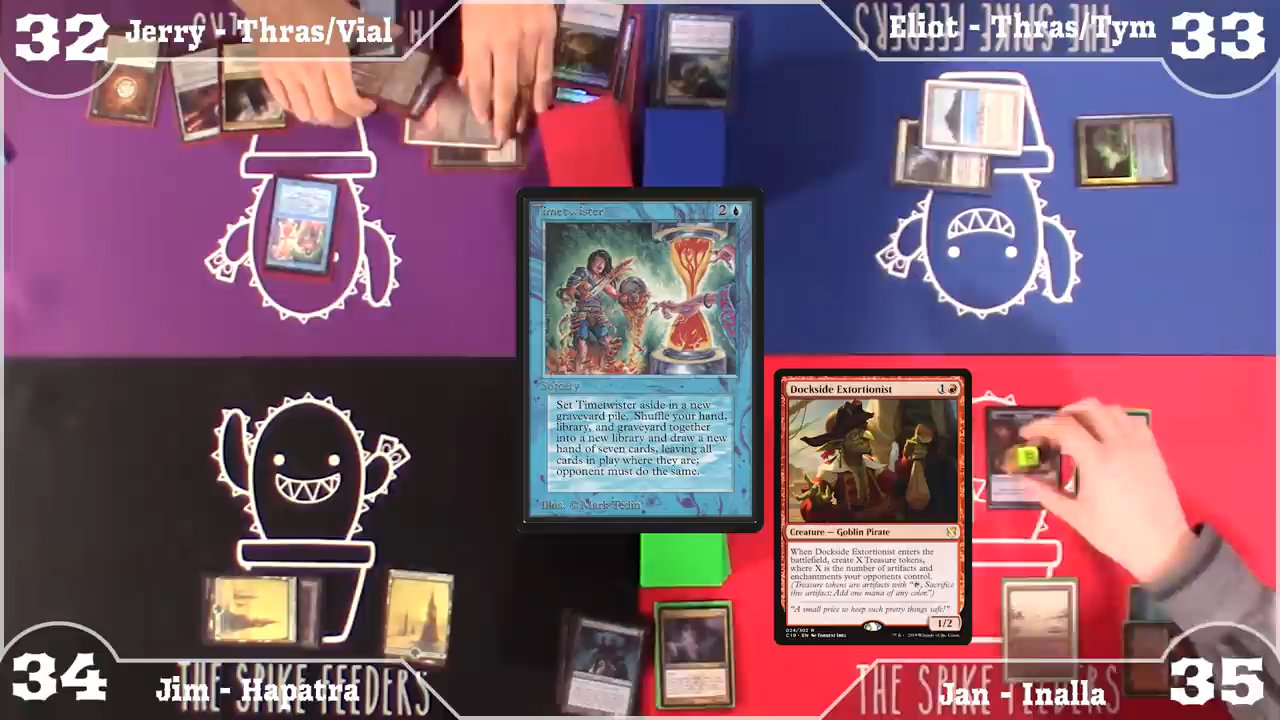 32 Jerry - Thras/Vial
Eliot - Thras/Tym 33
THE SPIKE FEEDERS
Timetwister 2
Sorcery
Set Timetwister aside in a new
graveyard pile. Shuffle your hand,
library, and graveyard together
into a new library and draw a new
hand of seven cards, leaving all
cards in play where they are;
opponent must do the same.
Illus. © Mark Tedin
Dockside Extortionist 1
Creature — Goblin Pirate
When Dockside Extortionist enters the
battlefield, create X Treasure tokens,
where X is the number of artifacts and
enchantments your opponents control.
(Treasure tokens are artifacts with “, Sacrifice
this artifact: Add one mana of any color.”)
“A small price to keep such pretty things safe!”
1/2
34 Jim - Hapatra
THE SPIKE FEEDERS
Jan - Inalla 35
THE SPIKE FEEDERS